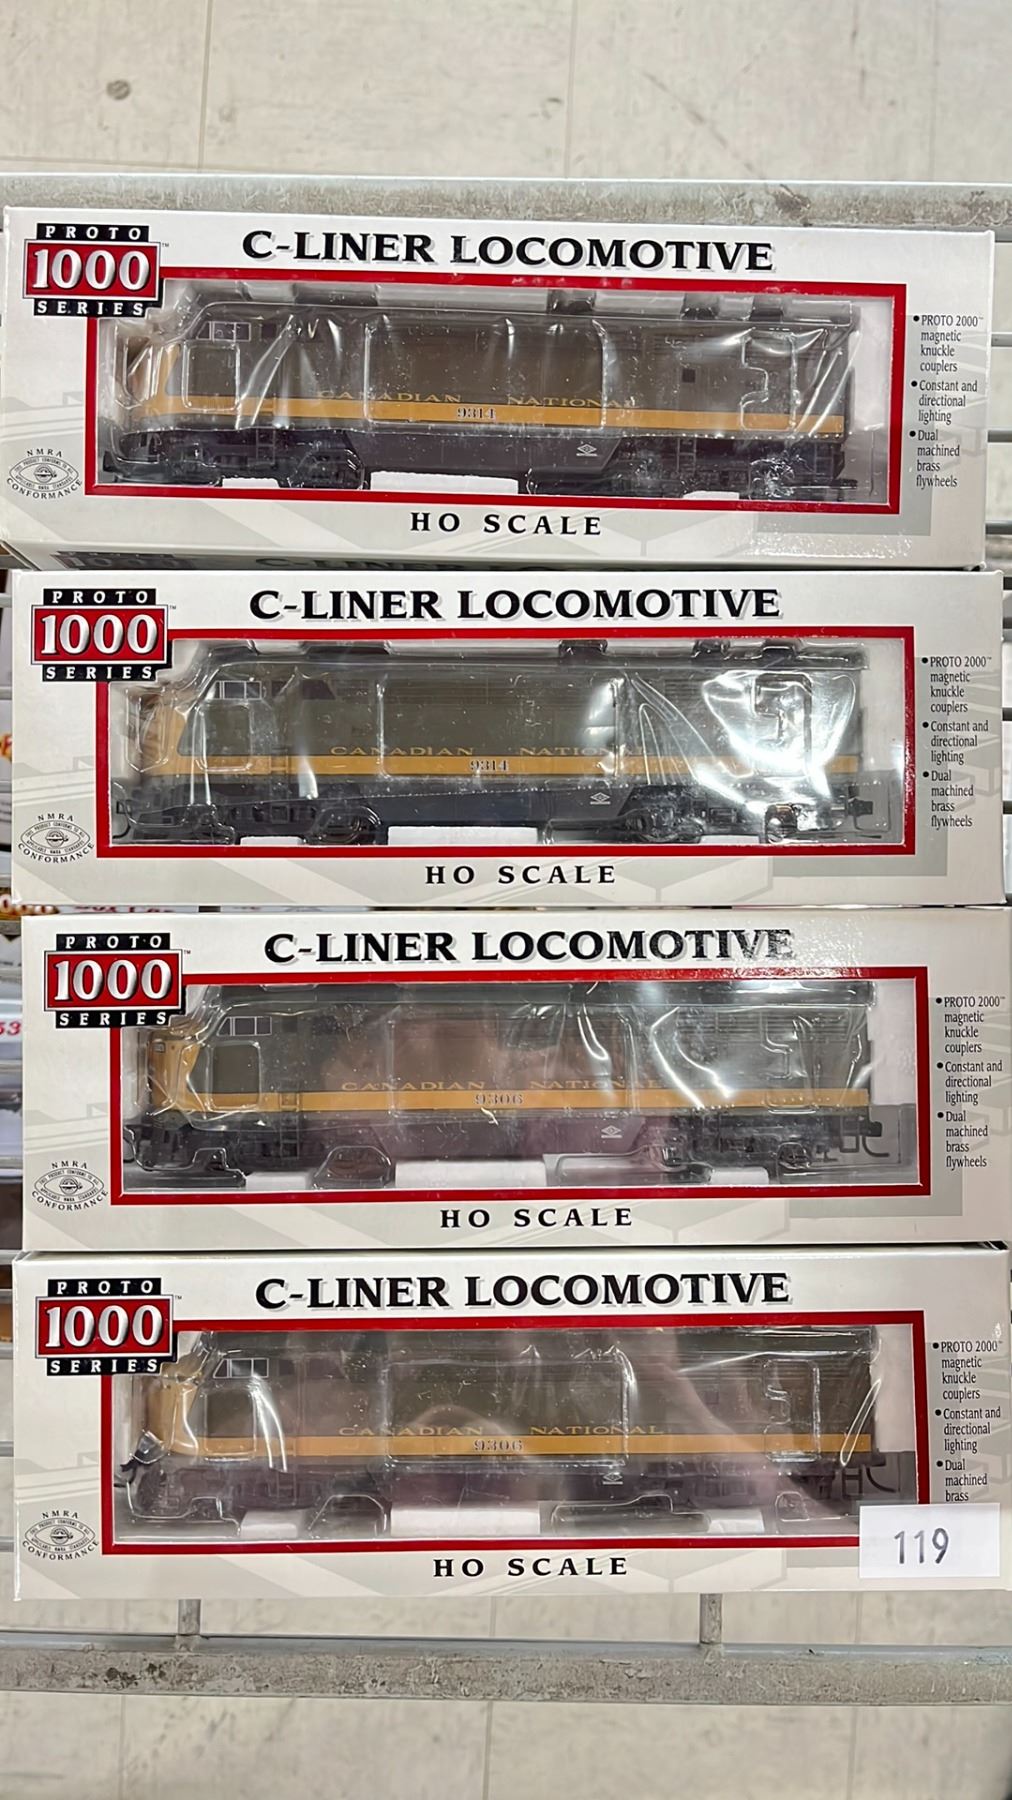 PROTO
1000
SERIES
C-LINER LOCOMOTIVE
CANADIAN NATIONAL
9314
• PROTO 2000™
magnetic
knuckle
couplers
• Constant and
directional
lighting
• Dual
machined
brass
flywheels
NMRA
CONFORMANCE
HO SCALE
PROTO
1000
SERIES
C-LINER LOCOMOTIVE
CANADIAN NATIONAL
9314
• PROTO 2000™
magnetic
knuckle
couplers
• Constant and
directional
lighting
• Dual
machined
brass
flywheels
NMRA
CONFORMANCE
HO SCALE
PROTO
1000
SERIES
C-LINER LOCOMOTIVE
CANADIAN NATIONAL
9306
• PROTO 2000™
magnetic
knuckle
couplers
• Constant and
directional
lighting
• Dual
machined
brass
flywheels
NMRA
CONFORMANCE
HO SCALE
PROTO
1000
SERIES
C-LINER LOCOMOTIVE
CANADIAN NATIONAL
9306
• PROTO 2000™
magnetic
knuckle
couplers
• Constant and
directional
lighting
• Dual
machined
brass
NMRA
CONFORMANCE
HO SCALE
119